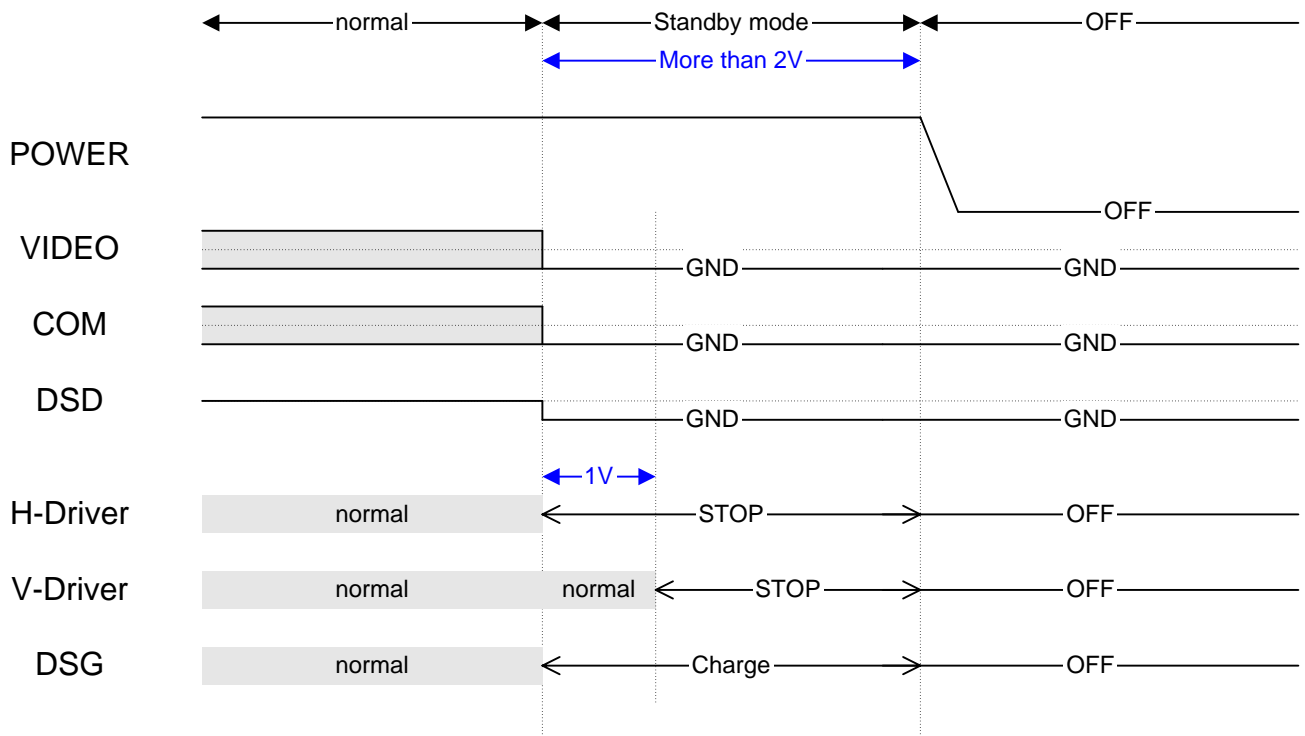 normal Standby mode OFF
More than 2V
POWER
OFF
VIDEO GND GND
COM GND GND
DSD GND GND
1V
H-Driver normal STOP OFF
V-Driver normal normal STOP OFF
DSG normal Charge OFF